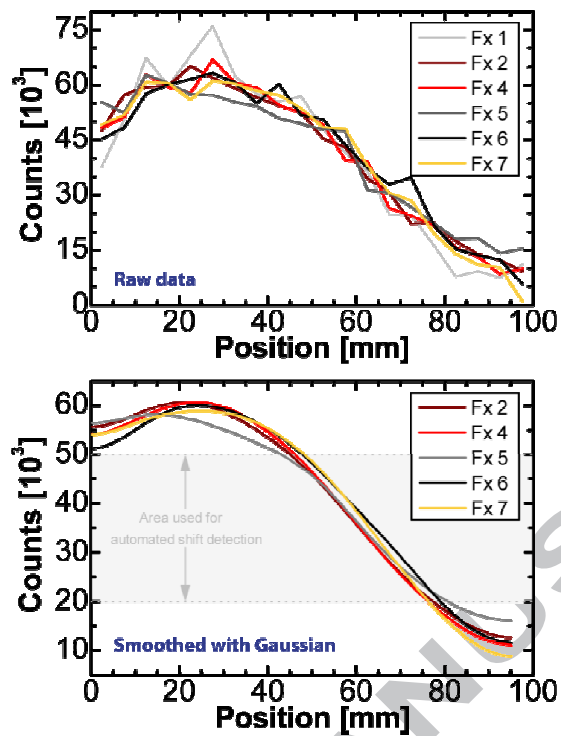 Counts [10³]
75
60
45
30
15
0
Fx 1
Fx 2
Fx 4
Fx 5
Fx 6
Fx 7
Raw data
0 20 40 60 80 100
Position [mm]
Counts [10³]
60
50
40
30
20
10
Fx 2
Fx 4
Fx 5
Fx 6
Fx 7
Area used for
automated shift detection
Smoothed with Gaussian
0 20 40 60 80 100
Position [mm]
NUS